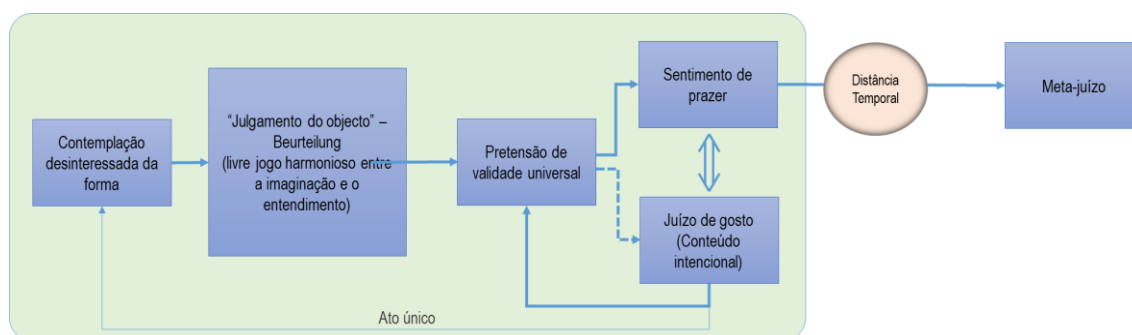 Contemplação
desinteressada da
forma
“Julgamento do objecto” –
Beurteilung
(livre jogo harmonioso entre
a imaginação e o
entendimento)
Pretensão de
validade universal
Sentimento de
prazer
Juízo de gosto
(Conteúdo
intencional)
Distância
Temporal
Meta-juízo
Ato único